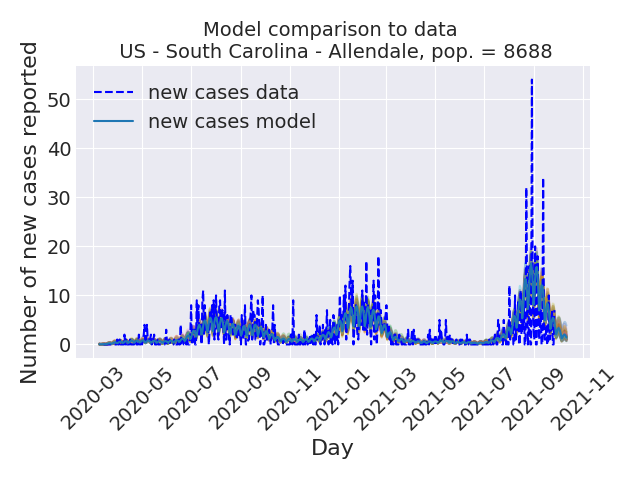 Model comparison to data
US - South Carolina - Allendale, pop. = 8688
Number of new cases reported
new cases data
new cases model
50
40
30
20
10
0
2020-03
2020-05
2020-07
2020-09
2020-11
2021-01
2021-03
2021-05
2021-07
2021-09
2021-11
Day